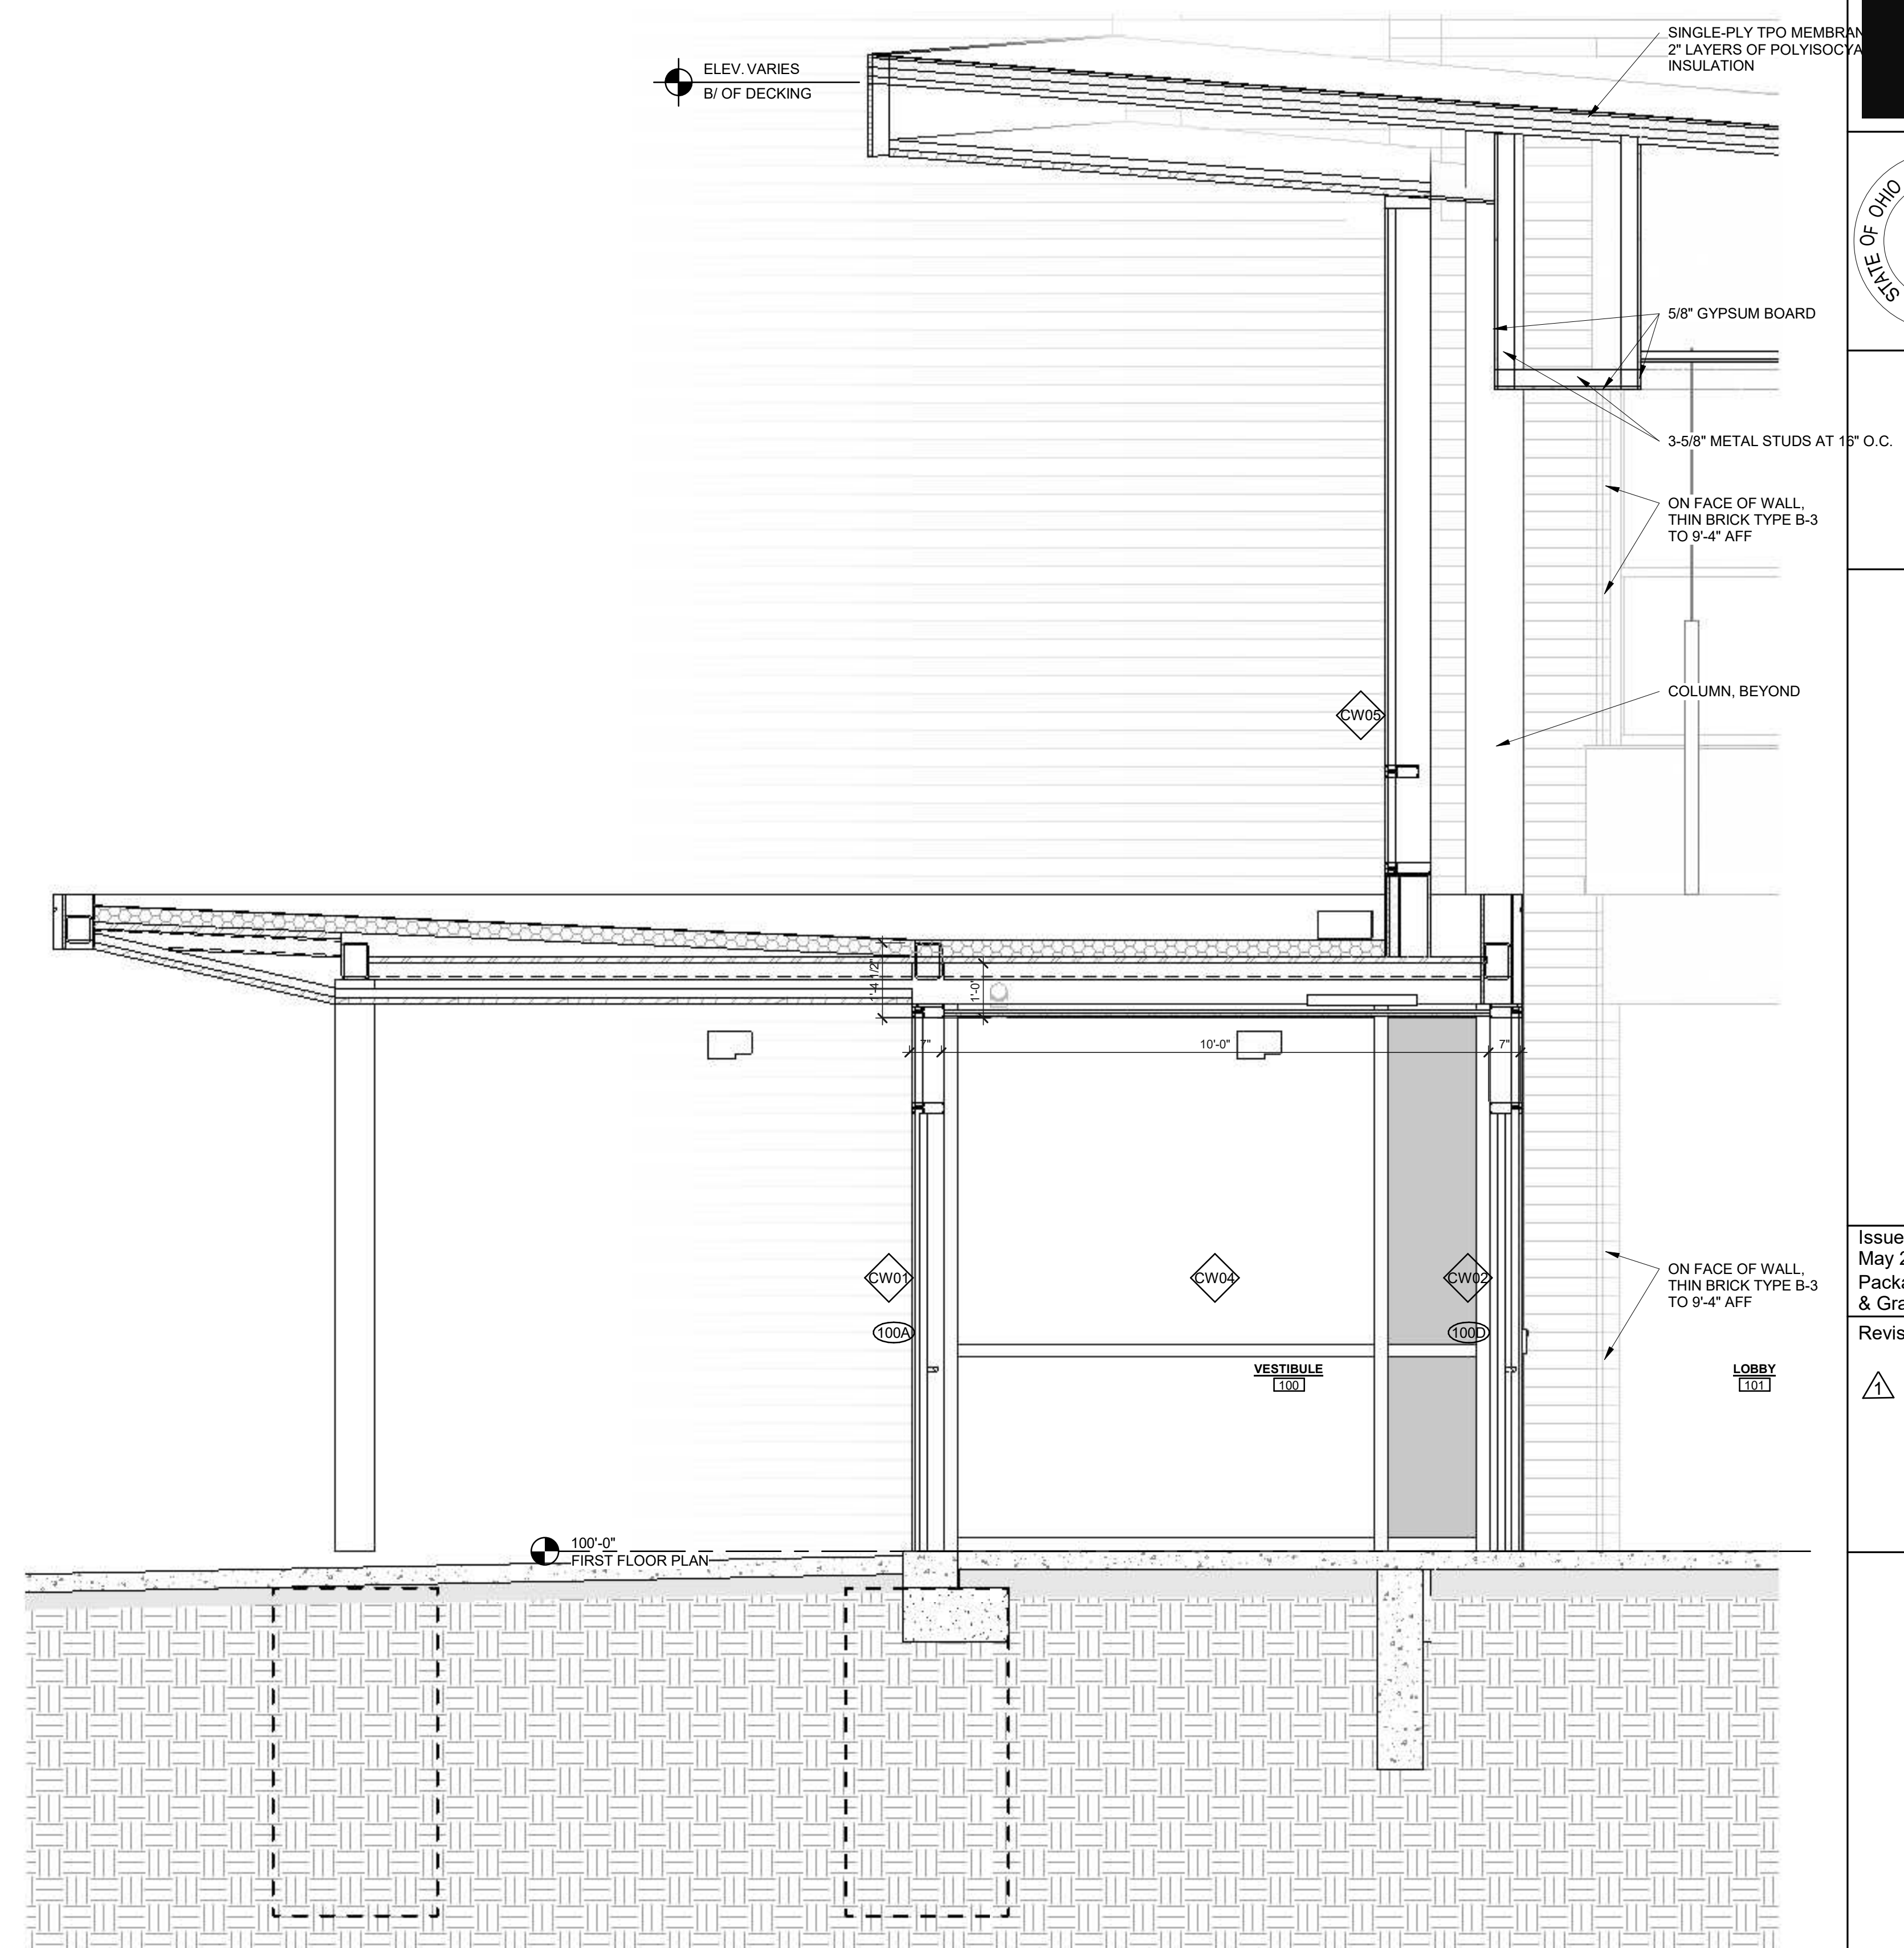 SINGLE-PLY TPO MEMBRAN
2" LAYERS OF POLYISOCYA
INSULATION
ELEV. VARIES
B/ OF DECKING
STATE OF OHIO
5/8" GYPSUM BOARD
3-5/8" METAL STUDS AT 16" O.C.
ON FACE OF WALL,
THIN BRICK TYPE B-3
TO 9'-4" AFF
COLUMN, BEYOND
CW05
1'-4 1/2"
1'-0"
7"
10'-0"
7"
CW01
CW04
CW02
ON FACE OF WALL,
THIN BRICK TYPE B-3
TO 9'-4" AFF
100A
100D
VESTIBULE
100
LOBBY
101
Issue
May 2
Packa
& Gra
Revis
1
100'-0"
FIRST FLOOR PLAN